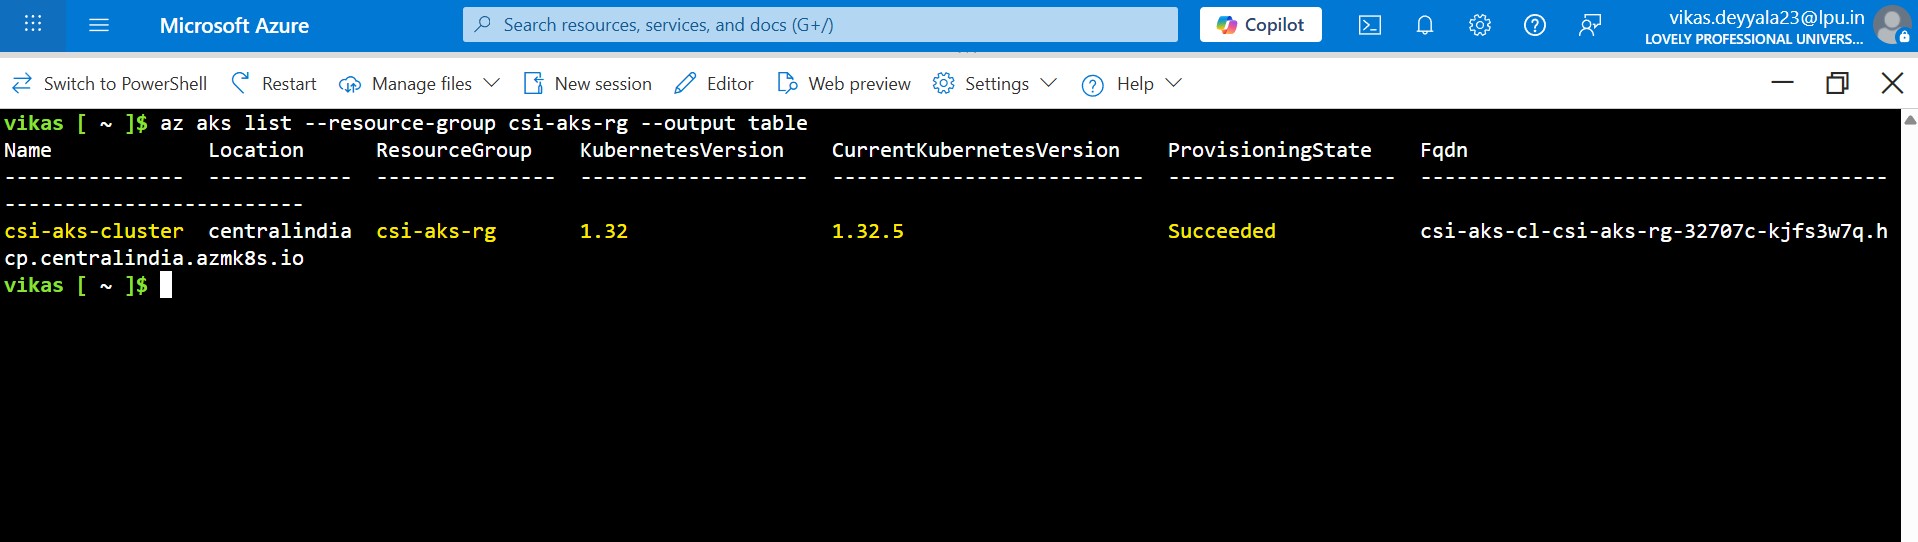 Microsoft Azure Search resources, services, and docs (G+/) Copilot vikas.deyyala23@lpu.in
LOVELY PROFESSIONAL UNIVERS...
Switch to PowerShell Restart Manage files New session Editor Web preview Settings Help
vikas [ ~ ]$ az aks list --resource-group csi-aks-rg --output table
Name Location ResourceGroup KubernetesVersion CurrentKubernetesVersion ProvisioningState Fqdn
--------------- ------------ --------------- ------------------- -------------------------- ------------------- ---------------------------------------
-------------------------
csi-aks-cluster centralindia csi-aks-rg 1.32 1.32.5 Succeeded csi-aks-cl-csi-aks-rg-32707c-kjfs3w7q.h
cp.centralindia.azmk8s.io
vikas [ ~ ]$